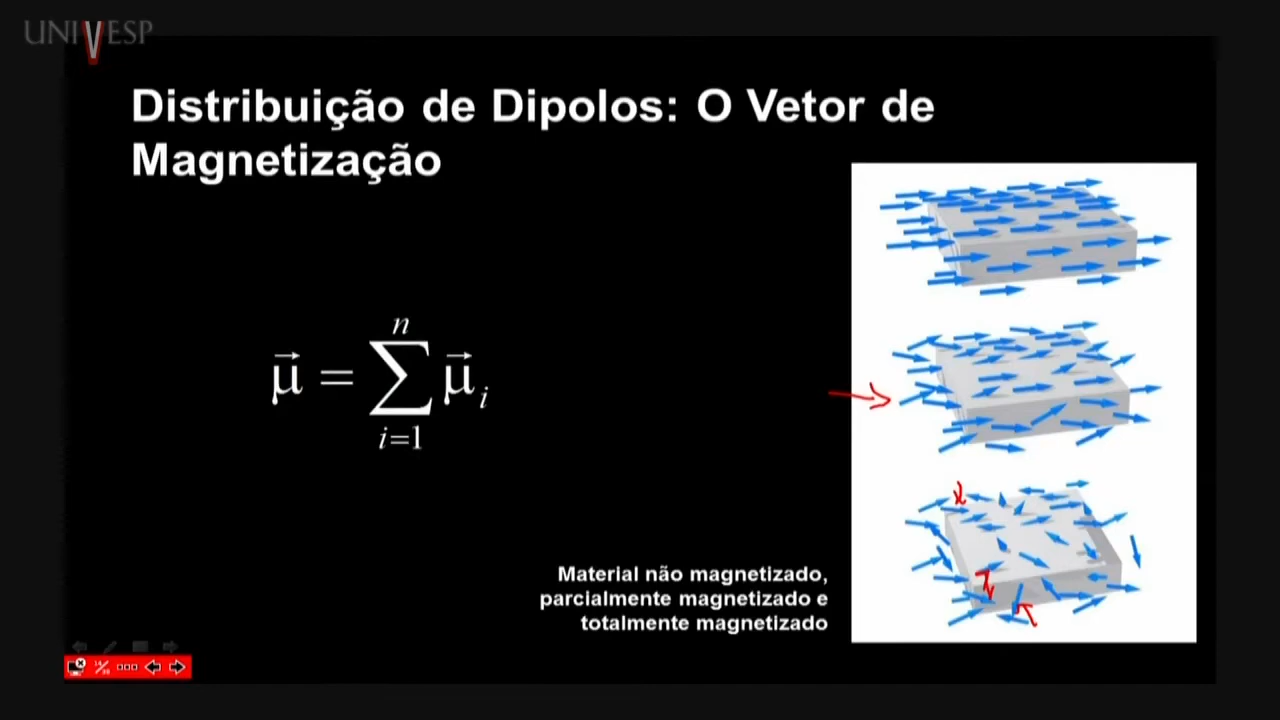 UNIVESP
Distribuição de Dipolos: O Vetor de
Magnetização
n
μ⃗ = ∑ μ⃗ᵢ
i=1
Material não magnetizado,
parcialmente magnetizado e
totalmente magnetizado